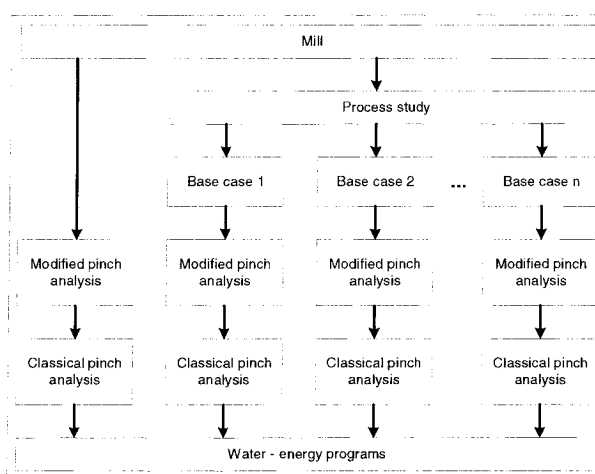 Mill
Process study
Base case 1
Base case 2
...
Base case n
Modified pinch
analysis
Modified pinch
analysis
Modified pinch
analysis
Modified pinch
analysis
Classical pinch
analysis
Classical pinch
analysis
Classical pinch
analysis
Classical pinch
analysis
Water - energy programs